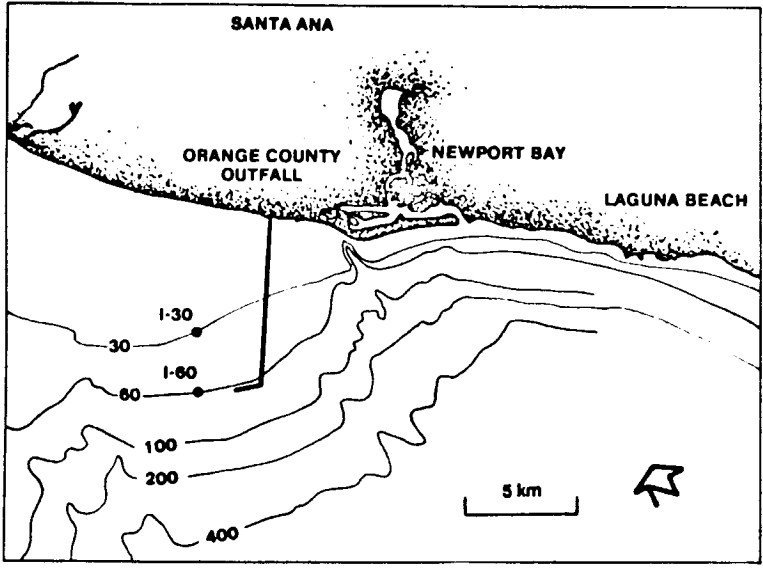 SANTA ANA
ORANGE COUNTY
OUTFALL
NEWPORT BAY
LAGUNA BEACH
I-30
30
I-60
60
100
200
400
5 km